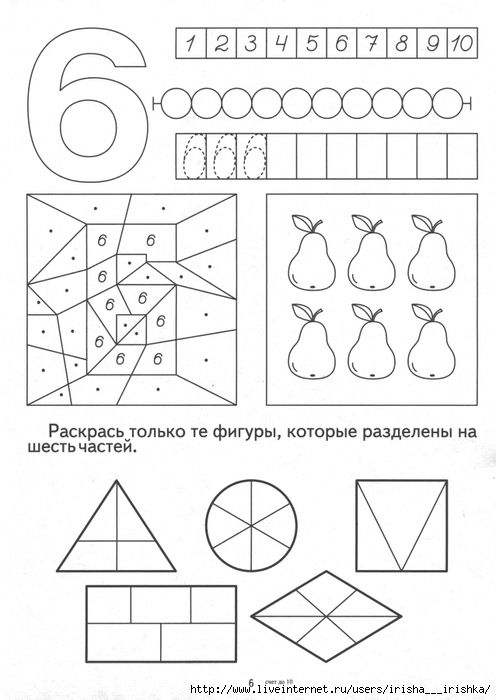 6
1 2 3 4 5 6 7 8 9 10
6 6 6
6 6
6
6 6
6
6
6 6
Раскрась только те фигуры, которые разделены на
шесть частей.
6 счет до 10
http://www.liveinternet.ru/users/irisha___irishka/